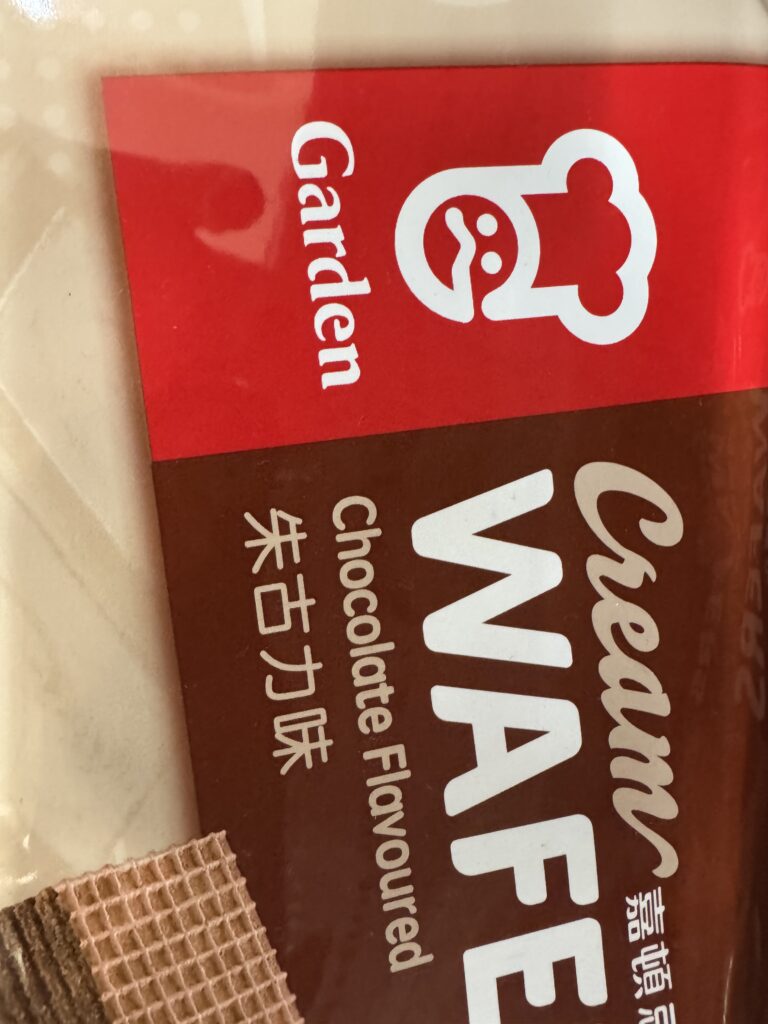 Garden
Cream
嘉頓
WAFE
Chocolate Flavoured
朱古力味